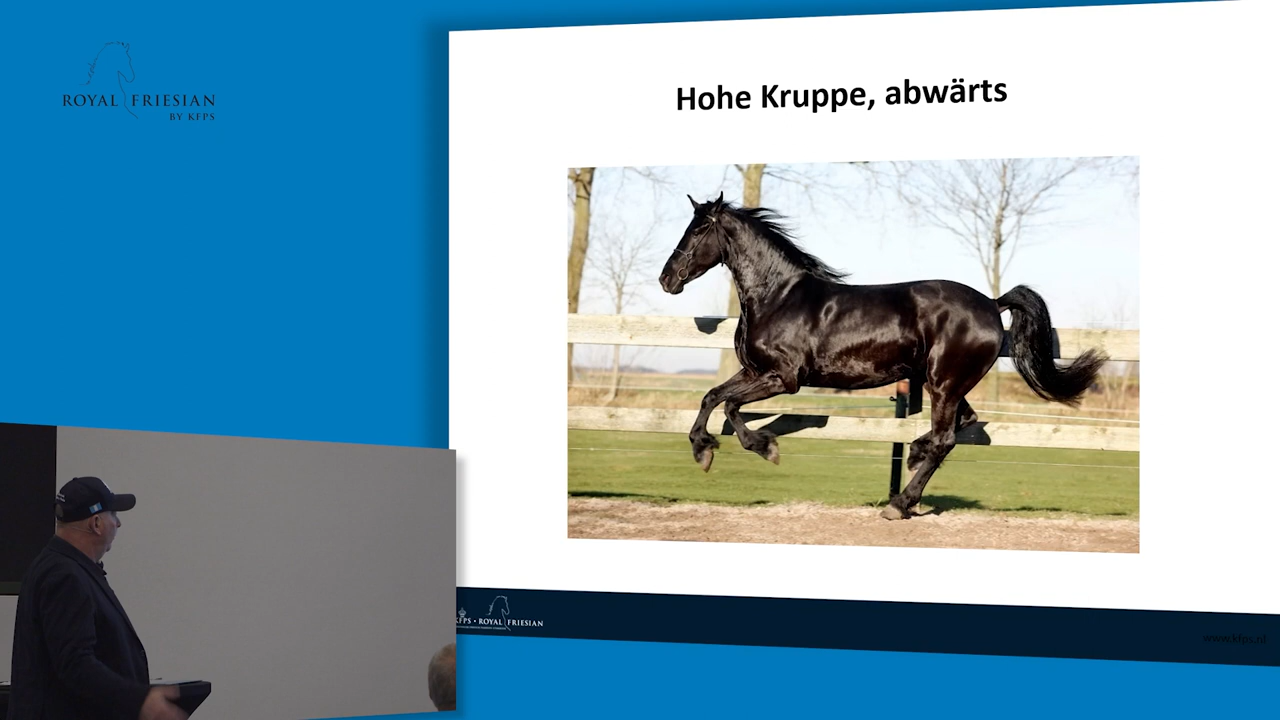 ROYAL FRIESIAN
BY KFPS
Hohe Kruppe, abwärts
KFPS • ROYAL FRIESIAN
www.kfps.nl